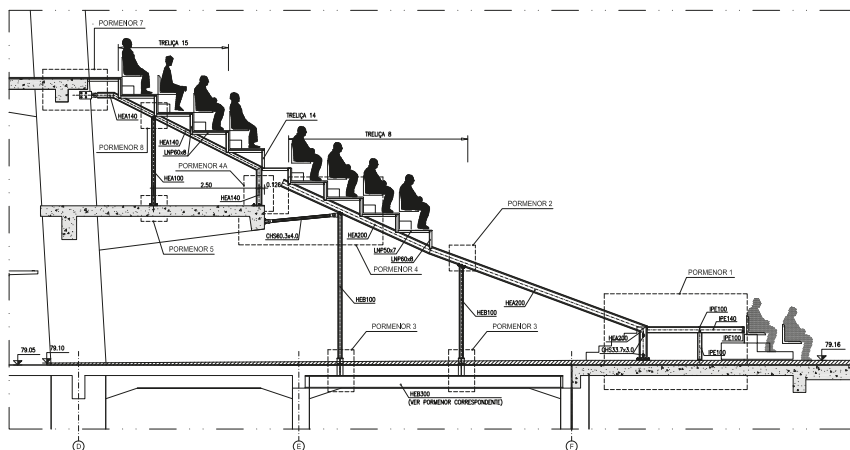 PORMENOR 7
TRELIÇA 15
HEA140
PORMENOR 8
HEA140
LNP60x8
TRELIÇA 14
TRELIÇA 8
PORMENOR 4A
HEA100
2.50
0.126
HEA140
PORMENOR 5
CHS60.3x4.0
HEA200
LNP50x7
LNP60x8
PORMENOR 4
PORMENOR 2
HEB100
HEB100
HEA200
PORMENOR 1
IPE100
IPE140
HEA200
CHS33.7x3.0
IPE100
IPE100
PORMENOR 3
PORMENOR 3
79.05
79.10
79.16
HEB300
(VER PORMENOR CORRESPONDENTE)
D
E
F